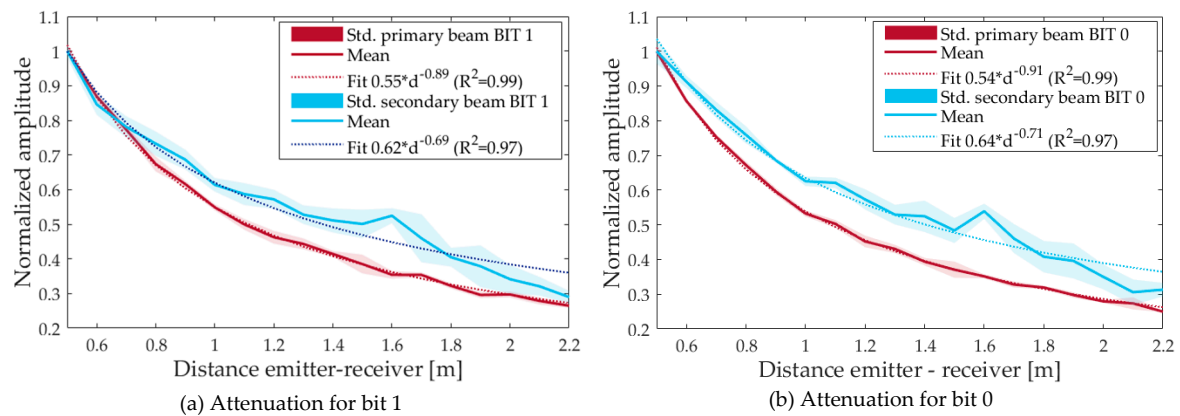 1.1
1
0.9
0.8
0.7
0.6
0.5
0.4
0.3
0.2
Normalized amplitude
Std. primary beam BIT 1
Mean
Fit 0.55*d^-0.89 (R^2=0.99)
Std. secondary beam BIT 1
Mean
Fit 0.62*d^-0.69 (R^2=0.97)
0.6 0.8 1 1.2 1.4 1.6 1.8 2 2.2
Distance emitter-receiver [m]
(a) Attenuation for bit 1
1.1
1
0.9
0.8
0.7
0.6
0.5
0.4
0.3
0.2
Normalized amplitude
Std. primary beam BIT 0
Mean
Fit 0.54*d^-0.91 (R^2=0.99)
Std. secondary beam BIT 0
Mean
Fit 0.64*d^-0.71 (R^2=0.97)
0.6 0.8 1 1.2 1.4 1.6 1.8 2 2.2
Distance emitter - receiver [m]
(b) Attenuation for bit 0